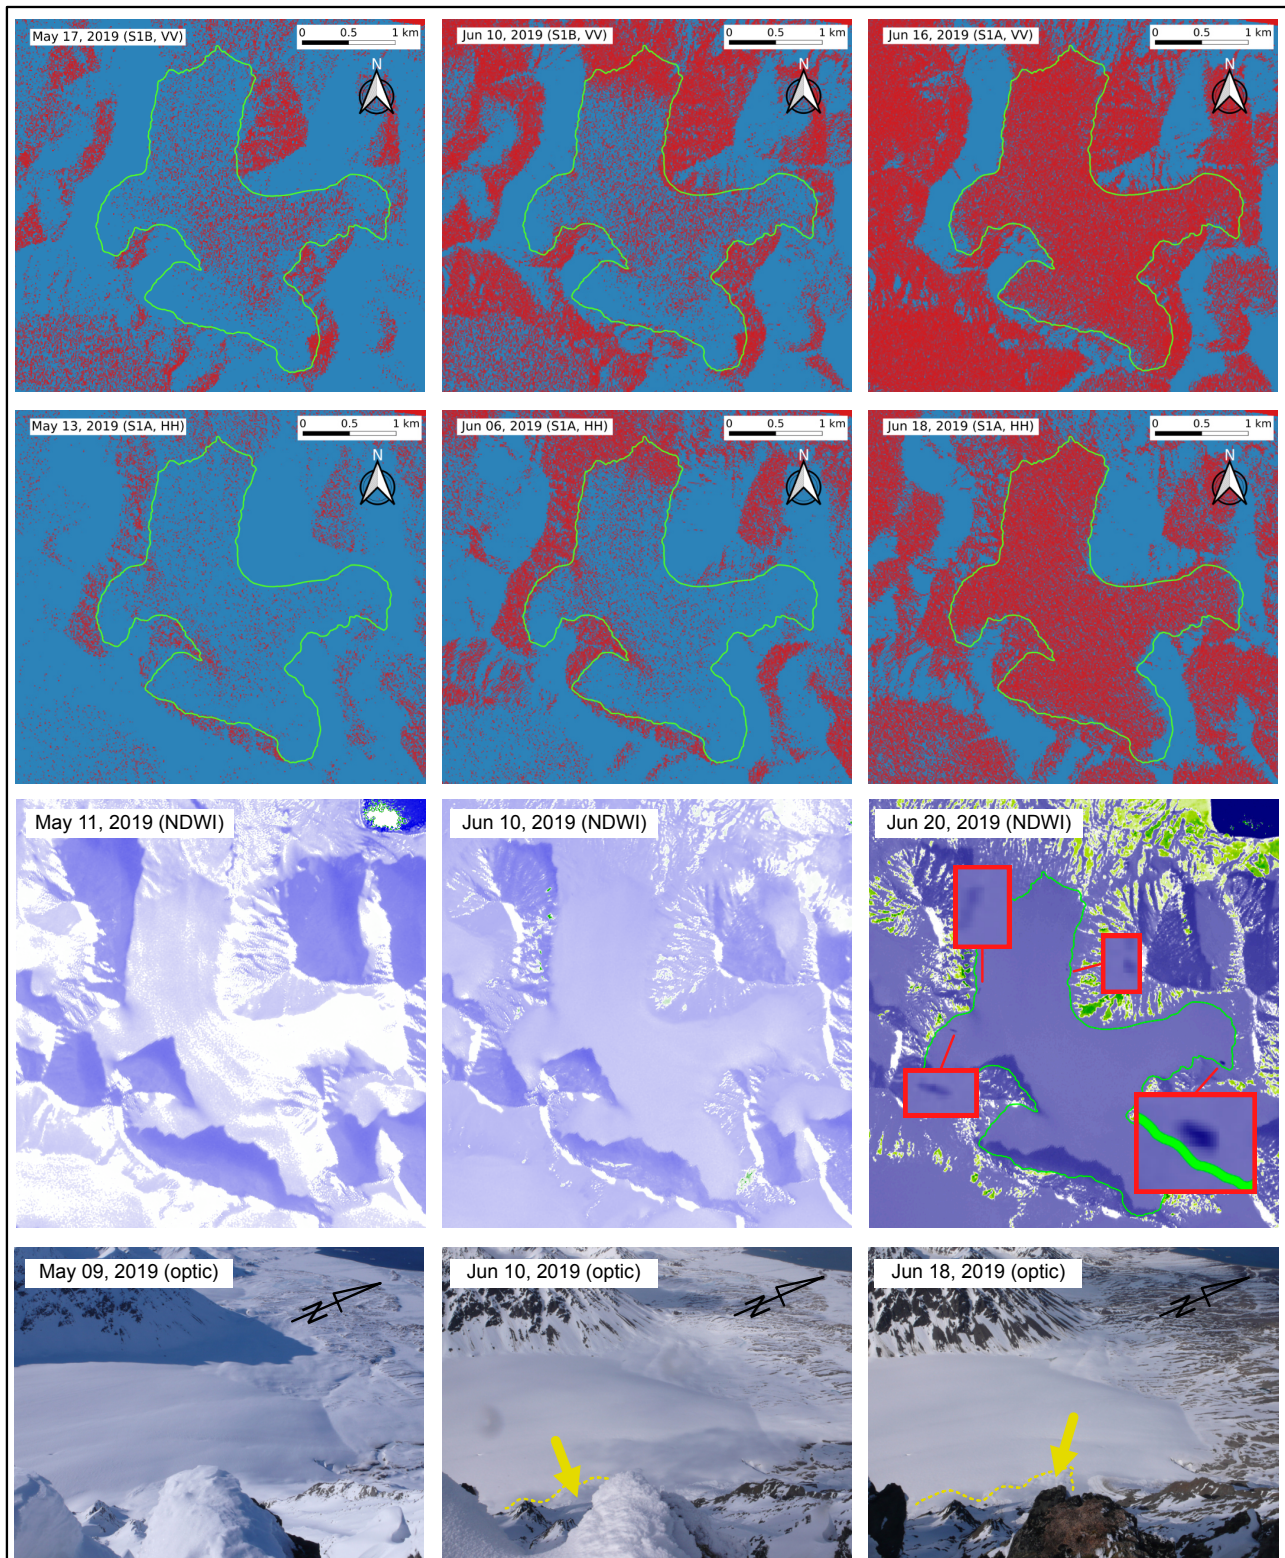 May 17, 2019 (S1B, VV)
0 0.5 1 km
N
Jun 10, 2019 (S1B, VV)
0 0.5 1 km
N
Jun 16, 2019 (S1A, VV)
0 0.5 1 km
N
May 13, 2019 (S1A, HH)
0 0.5 1 km
N
Jun 06, 2019 (S1A, HH)
0 0.5 1 km
N
Jun 18, 2019 (S1A, HH)
0 0.5 1 km
N
May 11, 2019 (NDWI)
Jun 10, 2019 (NDWI)
Jun 20, 2019 (NDWI)
May 09, 2019 (optic)
N
Jun 10, 2019 (optic)
N
Jun 18, 2019 (optic)
N